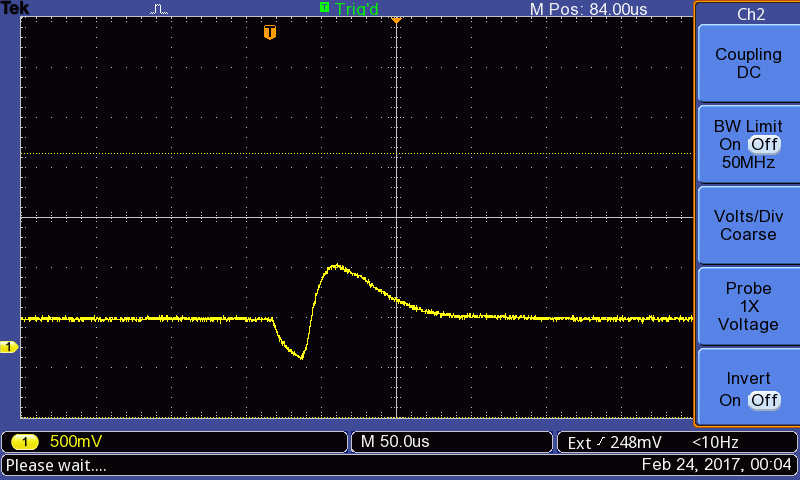 Tek
T Trig'd
M Pos: 84.00us
Ch2
T
Coupling
DC
BW Limit
On Off
50MHz
Volts/Div
Coarse
Probe
1X
Voltage
1
Invert
On Off
1 500mV
M 50.0us
Ext 248mV
<10Hz
Please wait....
Feb 24, 2017, 00:04